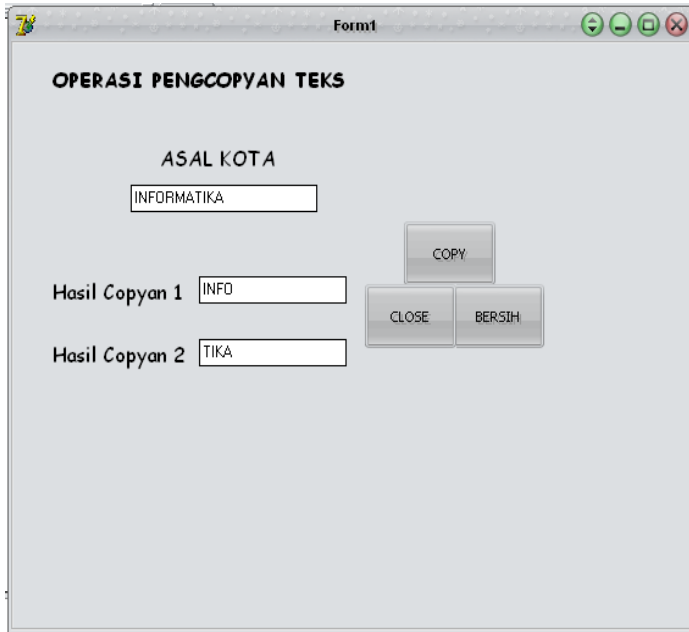 Form1
OPERASI PENGCOPYAN TEKS
ASAL KOTA
INFORMATIKA
COPY
Hasil Copyan 1 INFO
CLOSE BERSIH
Hasil Copyan 2 TIKA